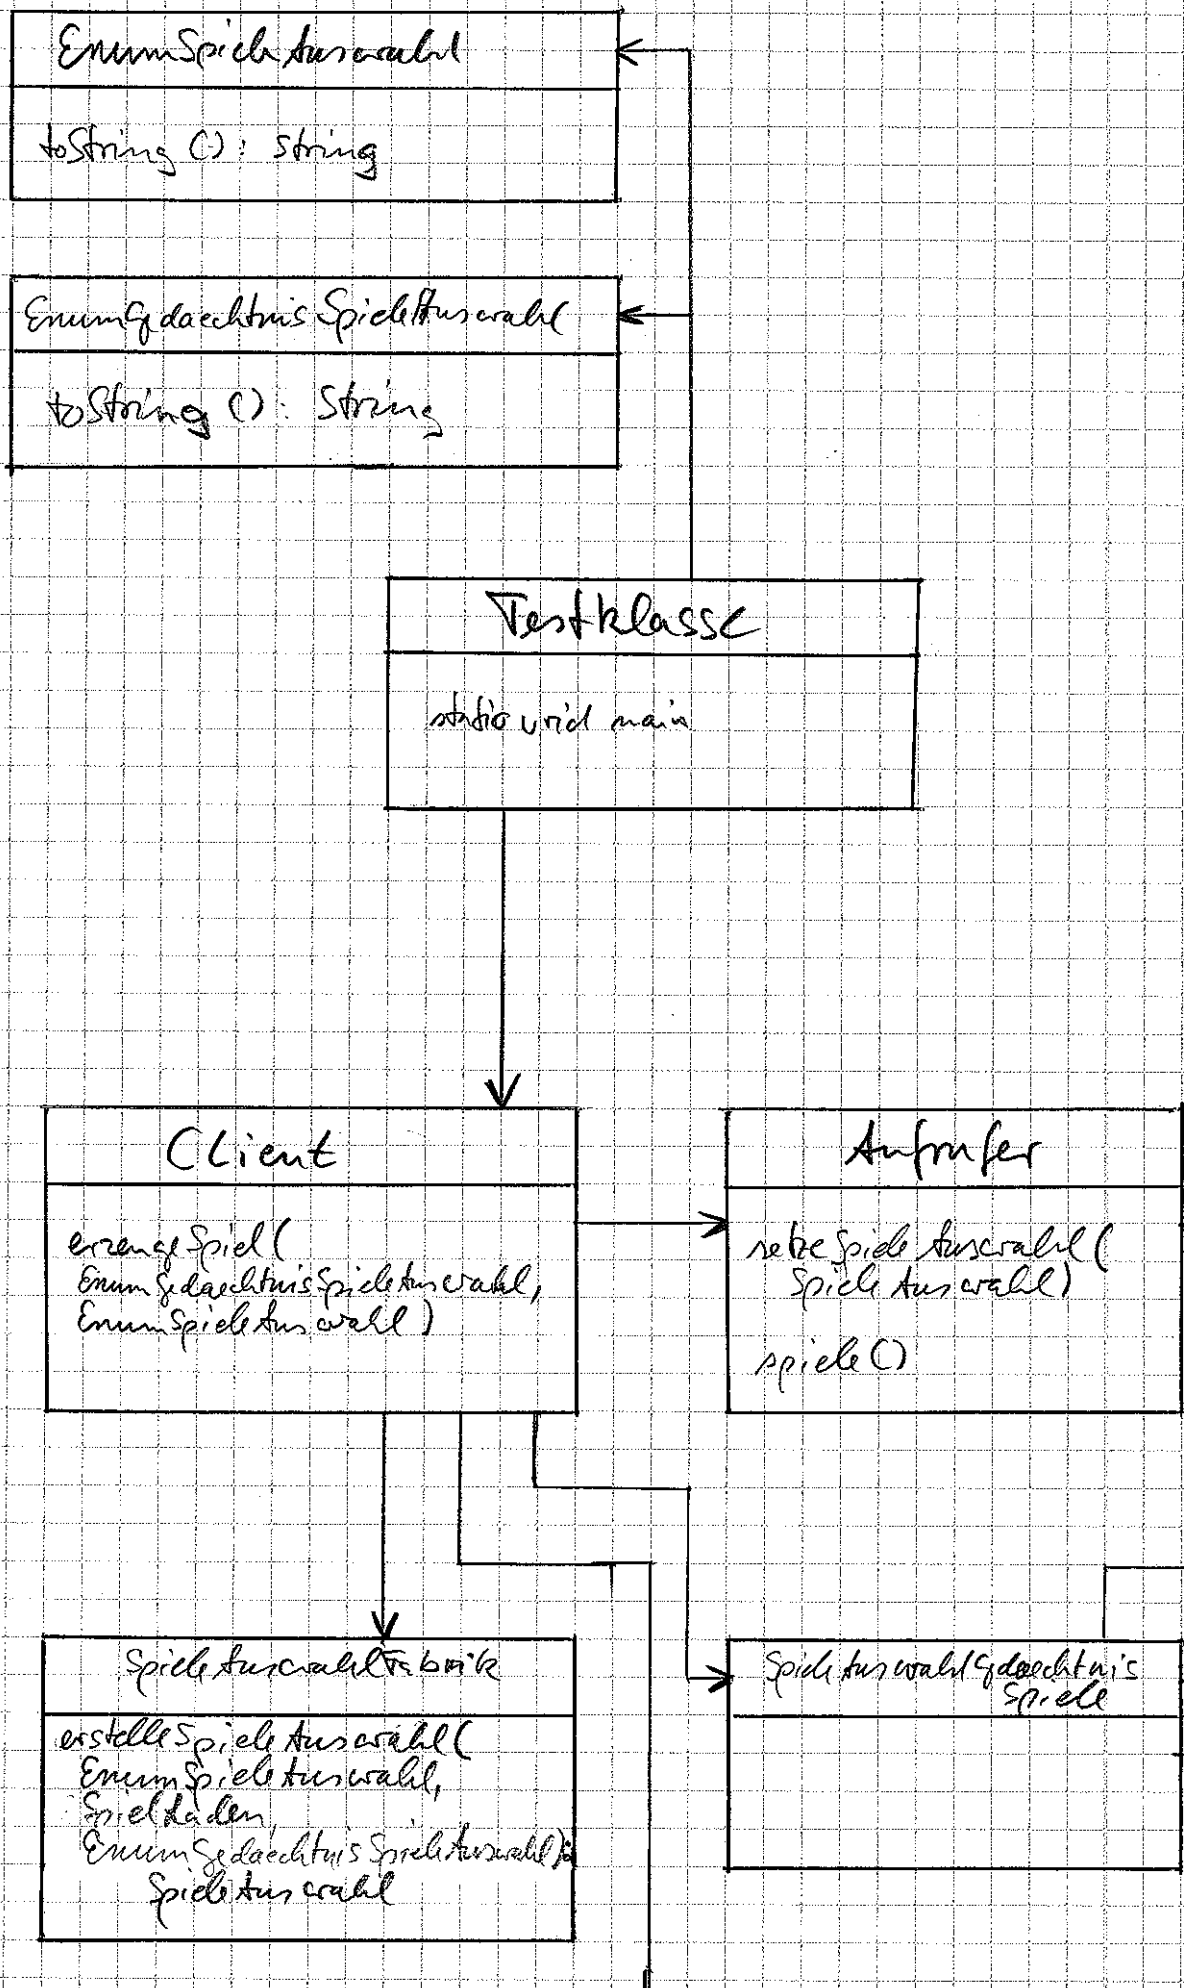 EnumSpieleAuswahl
toString () : String
EnumGedaechtnisSpieleAuswahl
toString () : String
Testklasse
static void main
Client
erzeugeSpiel(
EnumGedaechtnisSpieleAuswahl,
EnumSpieleAuswahl)
Aufrufer
setzeSpieleAuswahl(
SpieleAuswahl)
spiele()
SpieleAuswahlFabrik
erstelleSpieleAuswahl(
EnumSpieleAuswahl,
SpielLaden,
EnumGedaechtnisSpieleAuswahl):
SpieleAuswahl
SpieleAuswahlGedaechtnis
Spiele